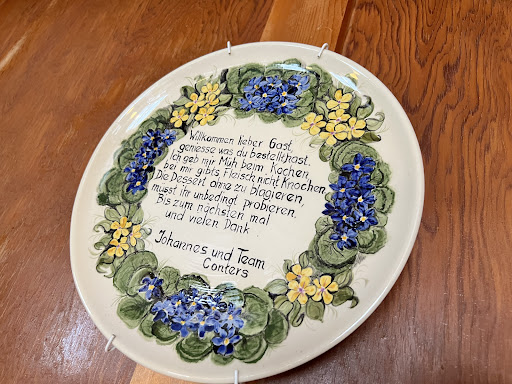 Willkommen lieber Gast,
geniesse was du bestellt hast.
Ich geb mir Müh beim Kochen,
bei mir gibts Fleisch nicht Knochen.
Die Dessert ohne zu blagieren,
musst ihr unbedingt probieren.
Bis zum nächsten mal
und vielen Dank
Johannes und Team
Conters